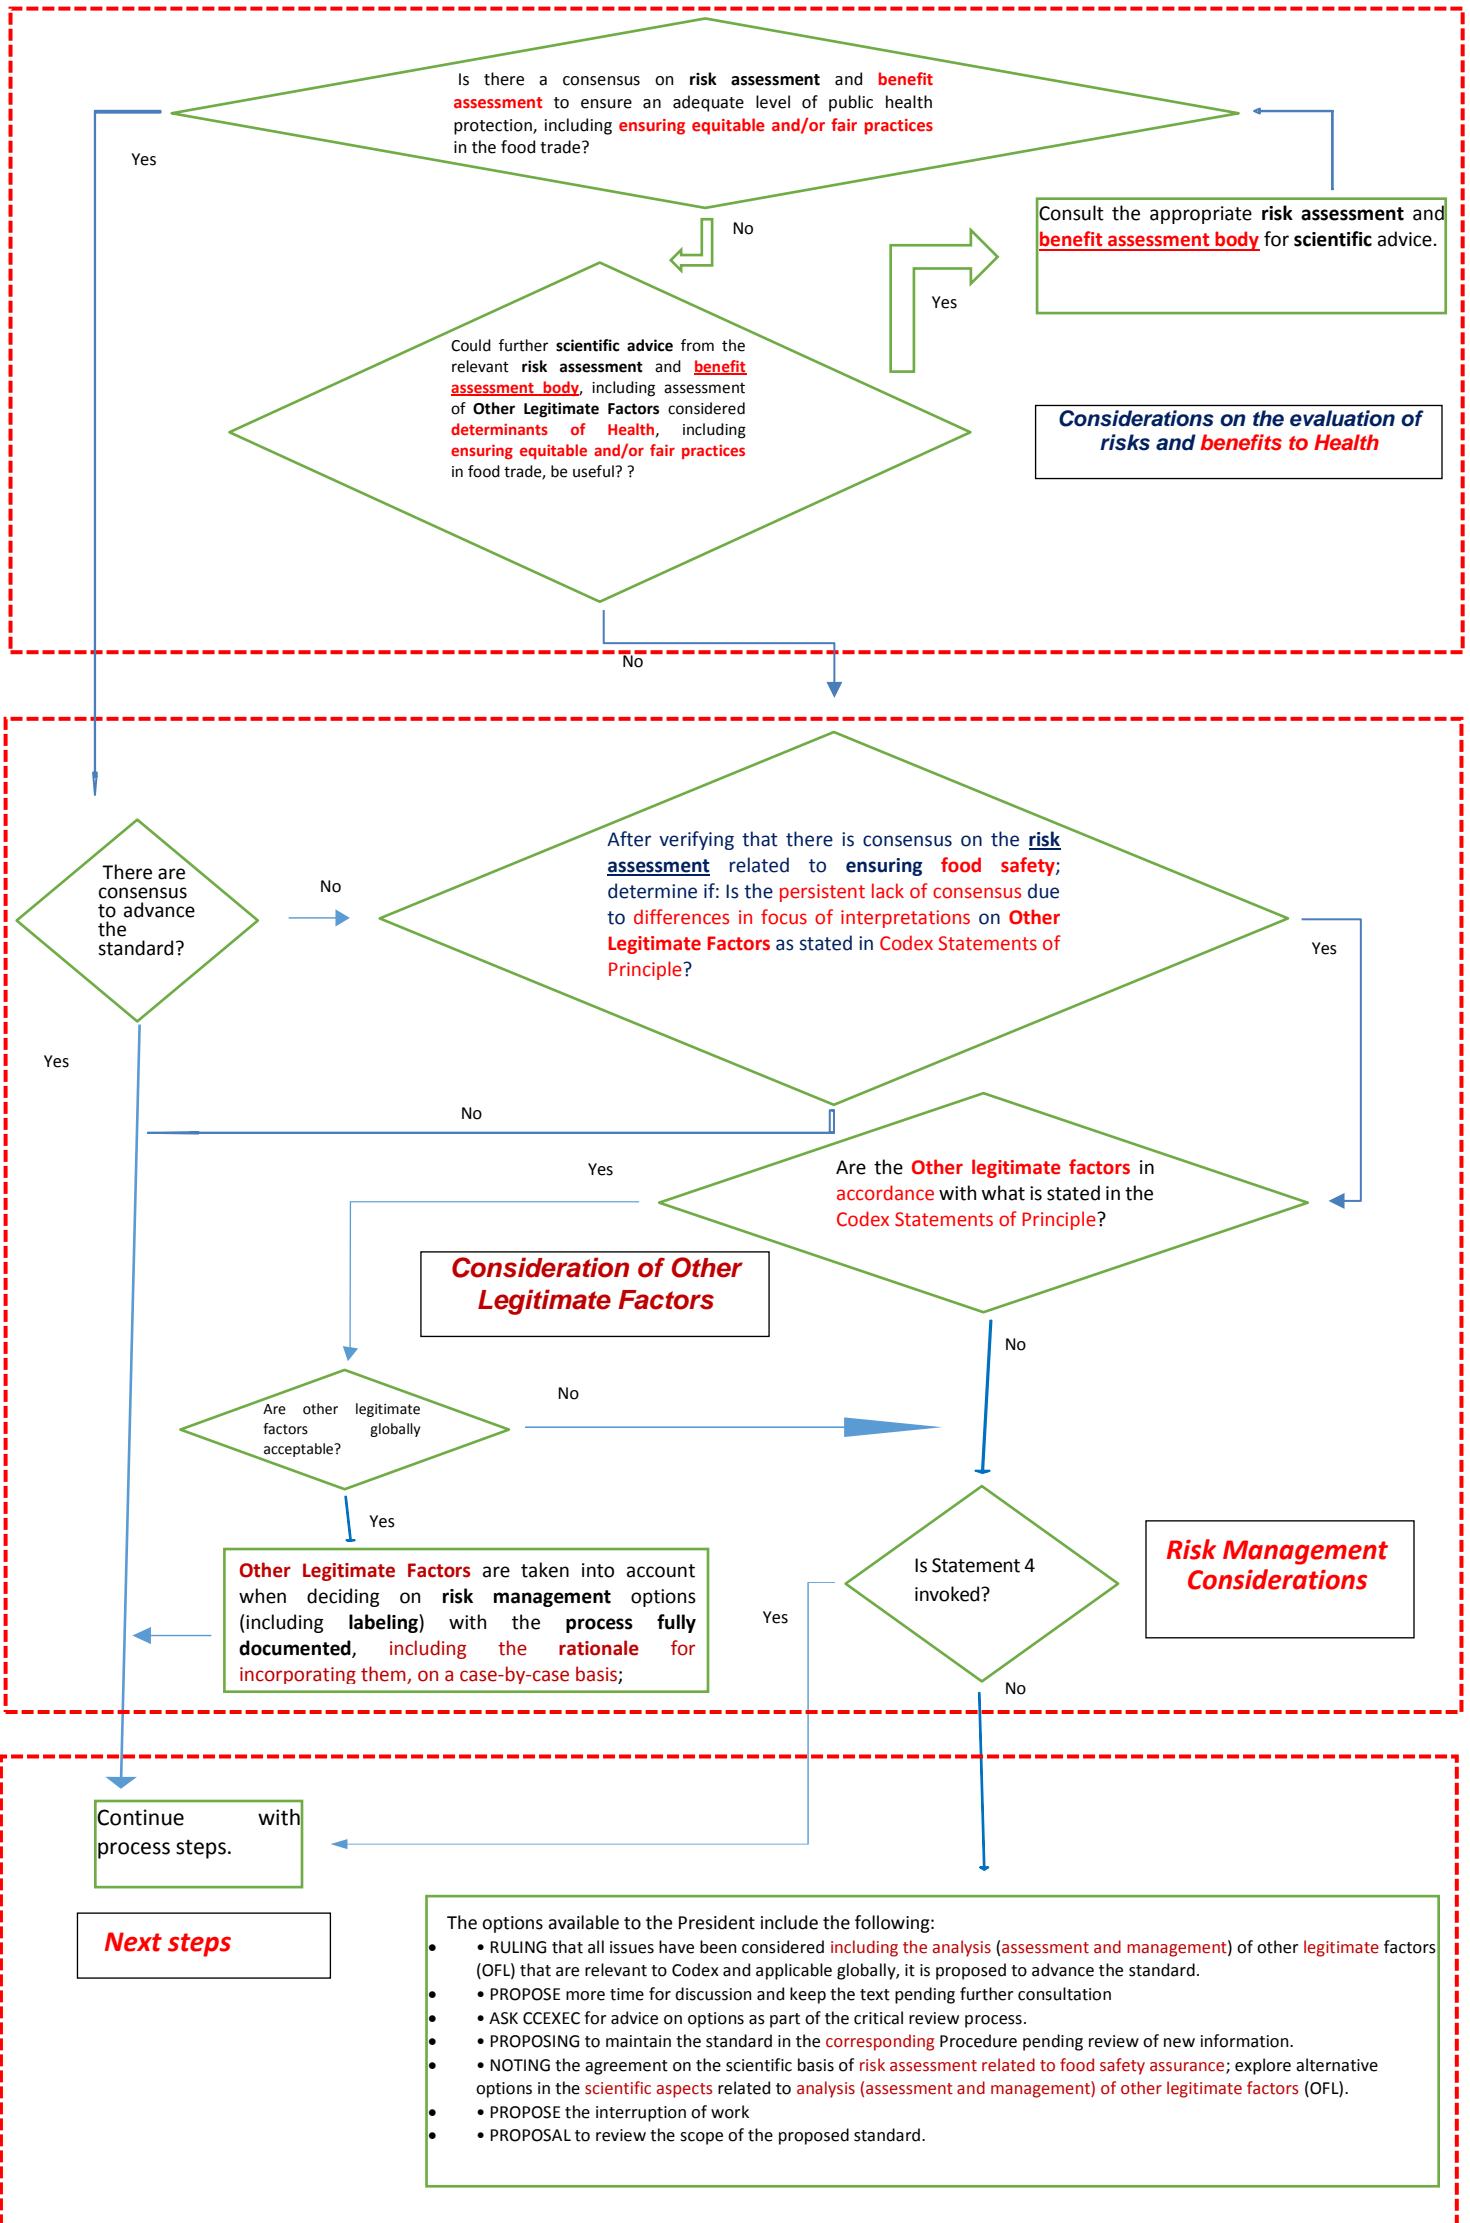 Is there a consensus on risk assessment and benefit
assessment to ensure an adequate level of public health
protection, including ensuring equitable and/or fair practices
in the food trade?
Yes
No
Consult the appropriate risk assessment and
benefit assessment body for scientific advice.
Yes
Could further scientific advice from the
relevant risk assessment and benefit
assessment body, including assessment
of Other Legitimate Factors considered
determinants of Health, including
ensuring equitable and/or fair practices
in food trade, be useful? ?
Considerations on the evaluation of
risks and benefits to Health
No
There are
consensus
to advance
the
standard?
No
After verifying that there is consensus on the risk
assessment related to ensuring food safety;
determine if: Is the persistent lack of consensus due
to differences in focus of interpretations on Other
Legitimate Factors as stated in Codex Statements of
Principle?
Yes
Yes
No
Yes
Are the Other legitimate factors in
accordance with what is stated in the
Codex Statements of Principle?
Consideration of Other
Legitimate Factors
No
Are other legitimate
factors globally
acceptable?
No
Yes
Other Legitimate Factors are taken into account
when deciding on risk management options
(including labeling) with the process fully
documented, including the rationale for
incorporating them, on a case-by-case basis;
Is Statement 4
invoked?
Yes
Risk Management
Considerations
No
Continue with
process steps.
Next steps
The options available to the President include the following:
• • RULING that all issues have been considered including the analysis (assessment and management) of other legitimate factors
(OFL) that are relevant to Codex and applicable globally, it is proposed to advance the standard.
• • PROPOSE more time for discussion and keep the text pending further consultation
• • ASK CCEXEC for advice on options as part of the critical review process.
• • PROPOSING to maintain the standard in the corresponding Procedure pending review of new information.
• • NOTING the agreement on the scientific basis of risk assessment related to food safety assurance; explore alternative
options in the scientific aspects related to analysis (assessment and management) of other legitimate factors (OFL).
• • PROPOSE the interruption of work
• • PROPOSAL to review the scope of the proposed standard.